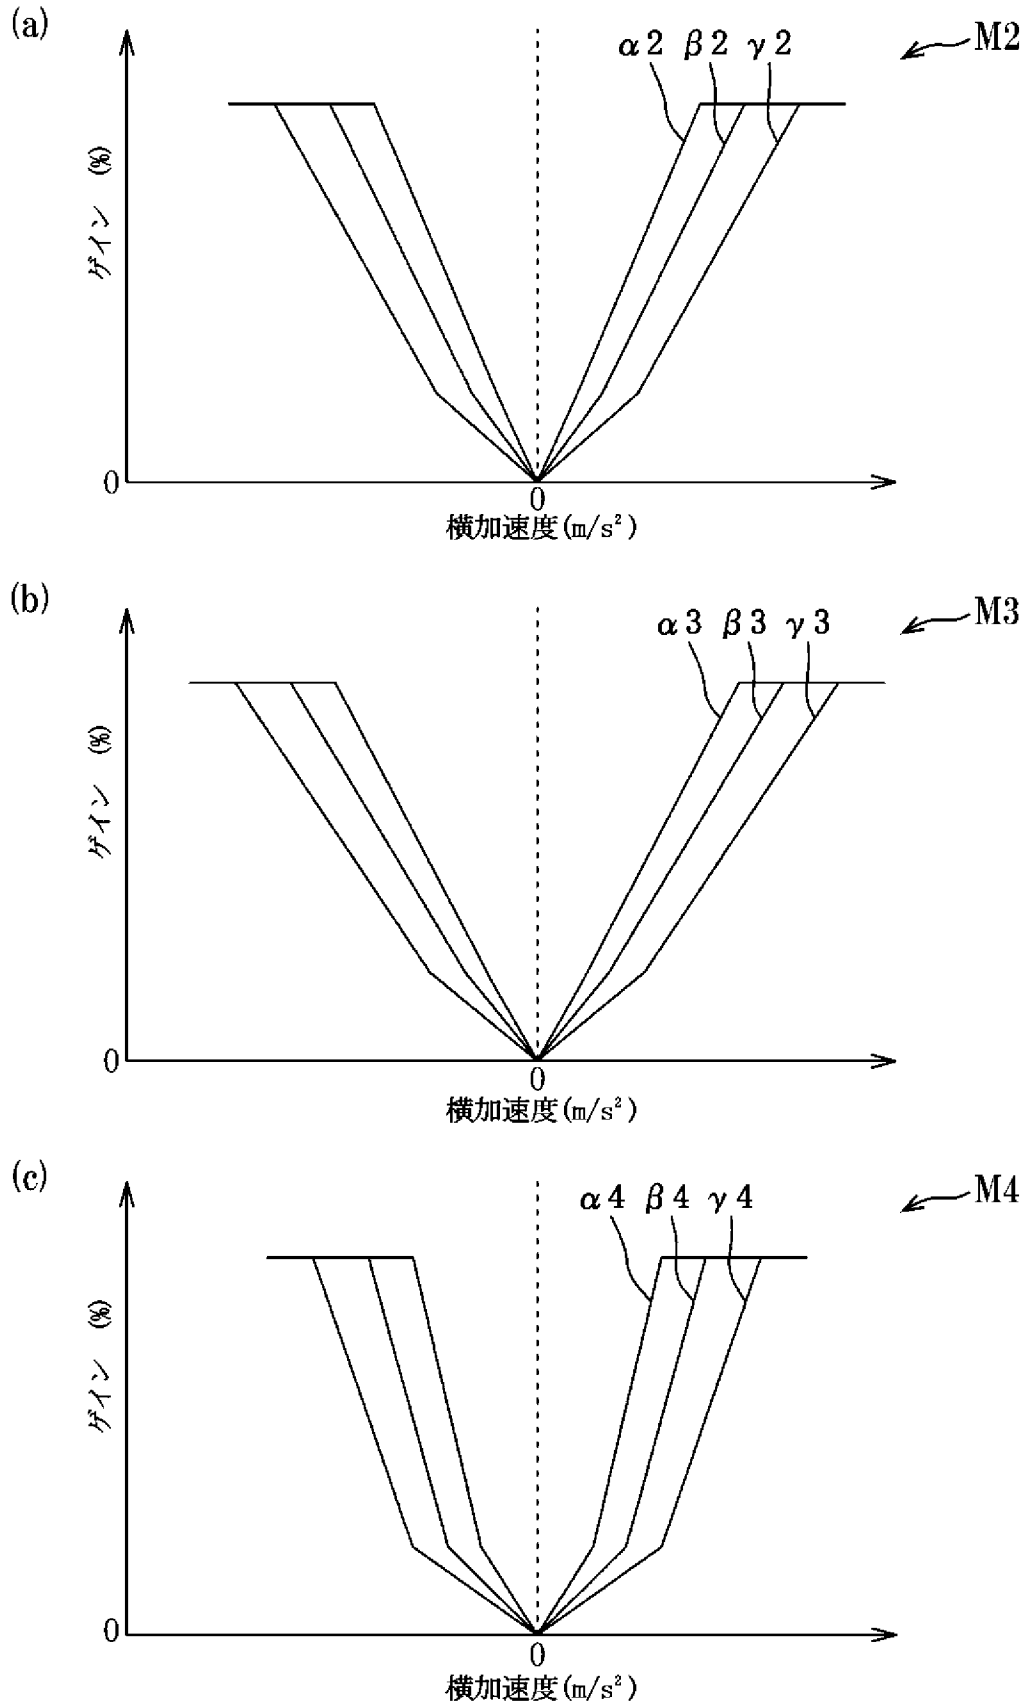 (a)
α2 β2 γ2
M2
ゲイン (%)
0
0
横加速度(m/s²)
(b)
α3 β3 γ3
M3
ゲイン (%)
0
0
横加速度(m/s²)
(c)
α4 β4 γ4
M4
ゲイン (%)
0
0
横加速度(m/s²)